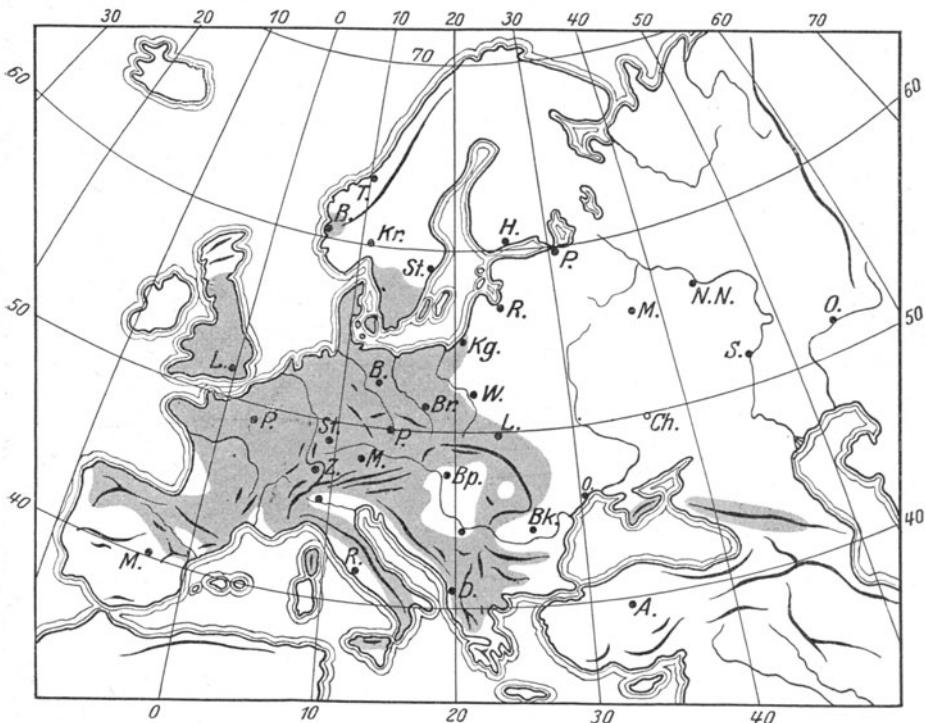 30 20 10 0 10 20 30 40 50 60 70
70
60 60
T.
B.
Kr. H.
St. P.
50 N.N. 50
R. M. O.
Kg. S.
L.
B. W.
Br.
P. Ch.
St. P. L.
Z. M.
Bp.
40 O. 40
Bk.
M. R.
D. A.
0 10 20 30 40